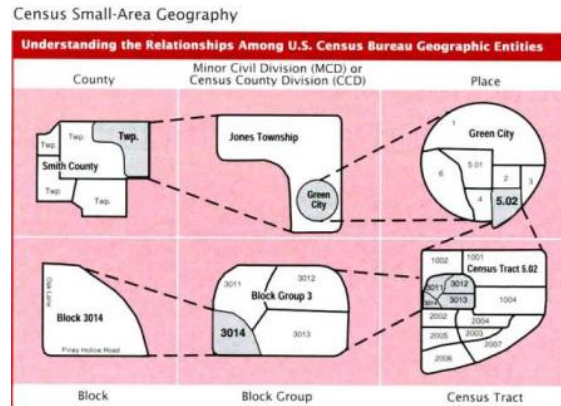 Census Small-Area Geography
Understanding the Relationships Among U.S. Census Bureau Geographic Entities
County
Minor Civil Division (MCD) or
Census County Division (CCD)
Place
Twp.
Twp.
Twp.
Smith County
Twp.
Twp.
Jones Township
Green
City
1
Green City
5.01
6
2
3
4
5.02
Oak Lane
Block 3014
Piney Hollow Road
3011
3012
Block Group 3
3014
3013
1002
1001
Census Tract 5.02
3011
3012
3014
3013
1004
2002
2004
2003
2005
2007
2006
Block
Block Group
Census Tract